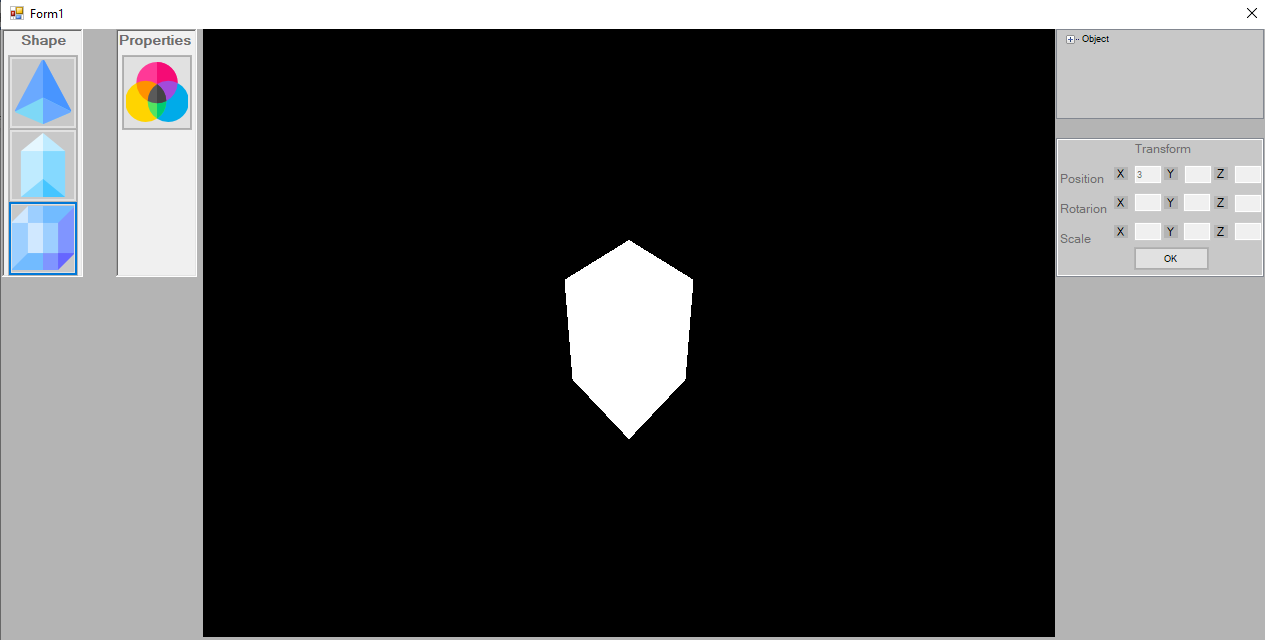 Form1
Shape
Properties
Object
Transform
Position X 3 Y Z
Rotarion X Y Z
Scale X Y Z
OK